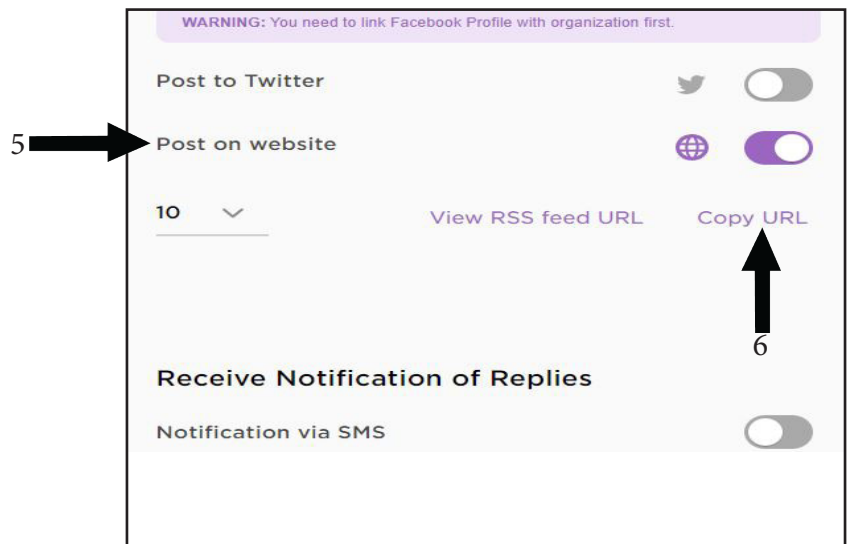 WARNING: You need to link Facebook Profile with organization first.
Post to Twitter
5
Post on website
10
View RSS feed URL
Copy URL
6
Receive Notification of Replies
Notification via SMS